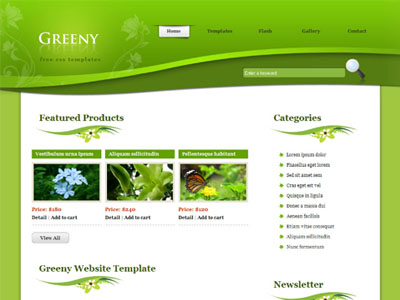 GREENY
free css templates
Home
Templates
Flash
Gallery
Contact
Enter a keyword
Featured Products
Vestibulum urna ipsum
Aliquam sollicitudin
Pellentesque habitant
Price: $180
Price: $240
Price: $120
Detail | Add to cart
Detail | Add to cart
Detail | Add to cart
View All
Greeny Website Template
Categories
Lorem ipsum dolor
Phasellus eget lorem
Sed sit amet sem
Cras eget est vel
Quisque in ligula
Donec a massa dui
Aenean facilisis
Etiam vitae consequat
Aliquam sollicitudin
Nunc fermentum
Newsletter